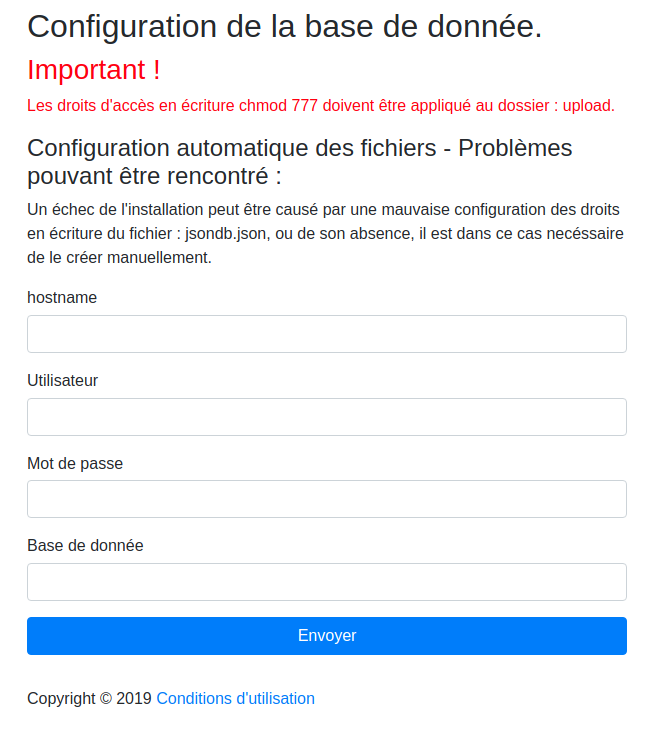 Configuration de la base de donnée.
Important !
Les droits d'accès en écriture chmod 777 doivent être appliqué au dossier : upload.
Configuration automatique des fichiers - Problèmes
pouvant être rencontré :
Un échec de l'installation peut être causé par une mauvaise configuration des droits
en écriture du fichier : jsondb.json, ou de son absence, il est dans ce cas necéssaire
de le créer manuellement.
hostname
Utilisateur
Mot de passe
Base de donnée
Envoyer
Copyright © 2019 Conditions d'utilisation